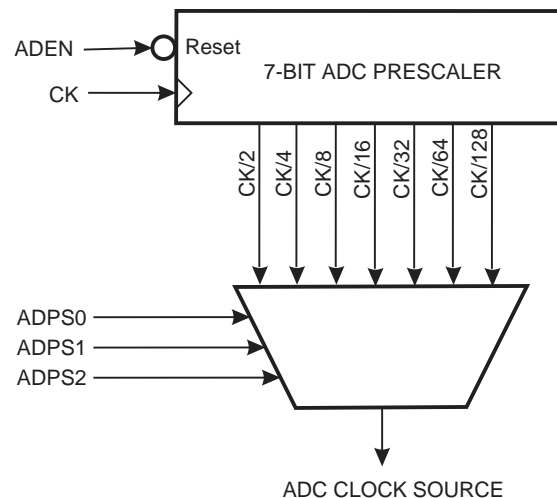 ADEN
Reset
7-BIT ADC PRESCALER
CK
CK/2
CK/4
CK/8
CK/16
CK/32
CK/64
CK/128
ADPS0
ADPS1
ADPS2
ADC CLOCK SOURCE